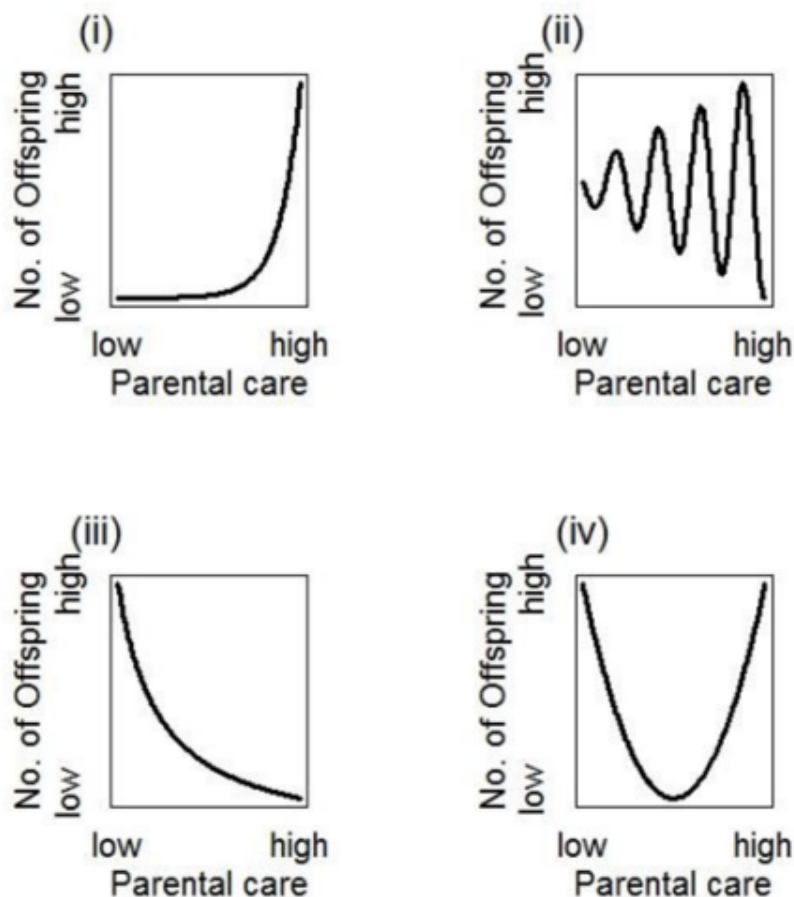 (i)
No. of Offspring
low high
low high
Parental care
(ii)
No. of Offspring
low high
low high
Parental care
(iii)
No. of Offspring
low high
low high
Parental care
(iv)
No. of Offspring
low high
low high
Parental care